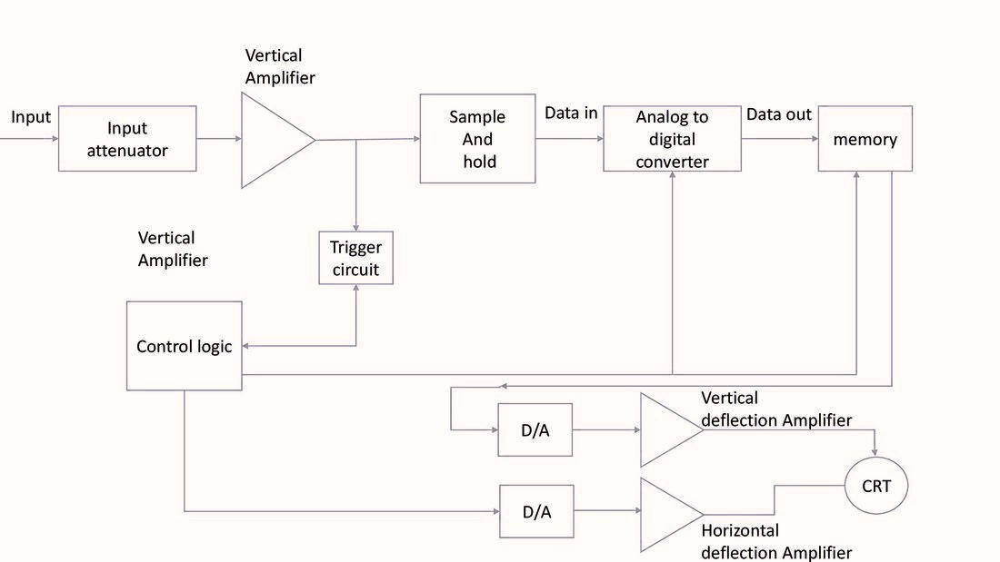 Vertical
Amplifier
Input
Input
attenuator
Sample
And
hold
Data in
Analog to
digital
converter
Data out
memory
Vertical
Amplifier
Trigger
circuit
Control logic
Vertical
deflection Amplifier
D/A
CRT
D/A
Horizontal
deflection Amplifier